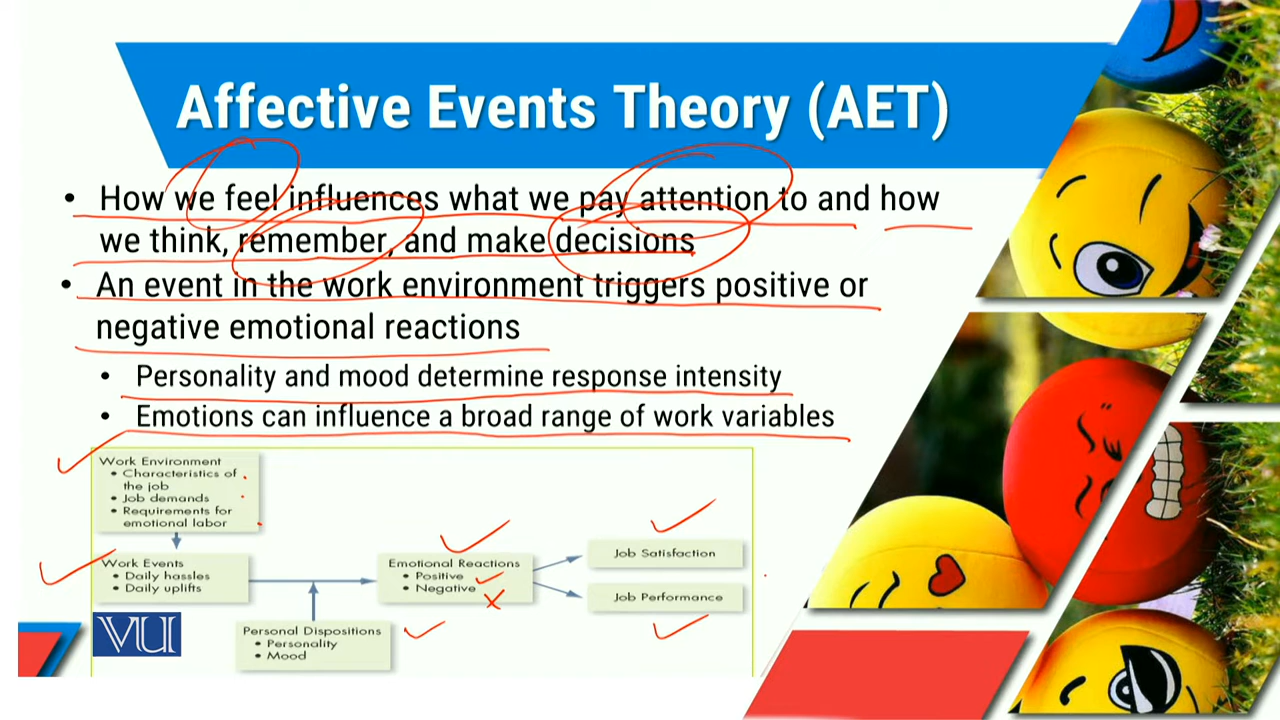 Affective Events Theory (AET)
• How we feel influences what we pay attention to and how
we think, remember, and make decisions
• An event in the work environment triggers positive or
negative emotional reactions
• Personality and mood determine response intensity
• Emotions can influence a broad range of work variables
Work Environment
• Characteristics of
the job
• Job demands
• Requirements for
emotional labor
Work Events
• Daily hassles
• Daily uplifts
Personal Dispositions
• Personality
• Mood
Emotional Reactions
• Positive
• Negative
Job Satisfaction
Job Performance
VU